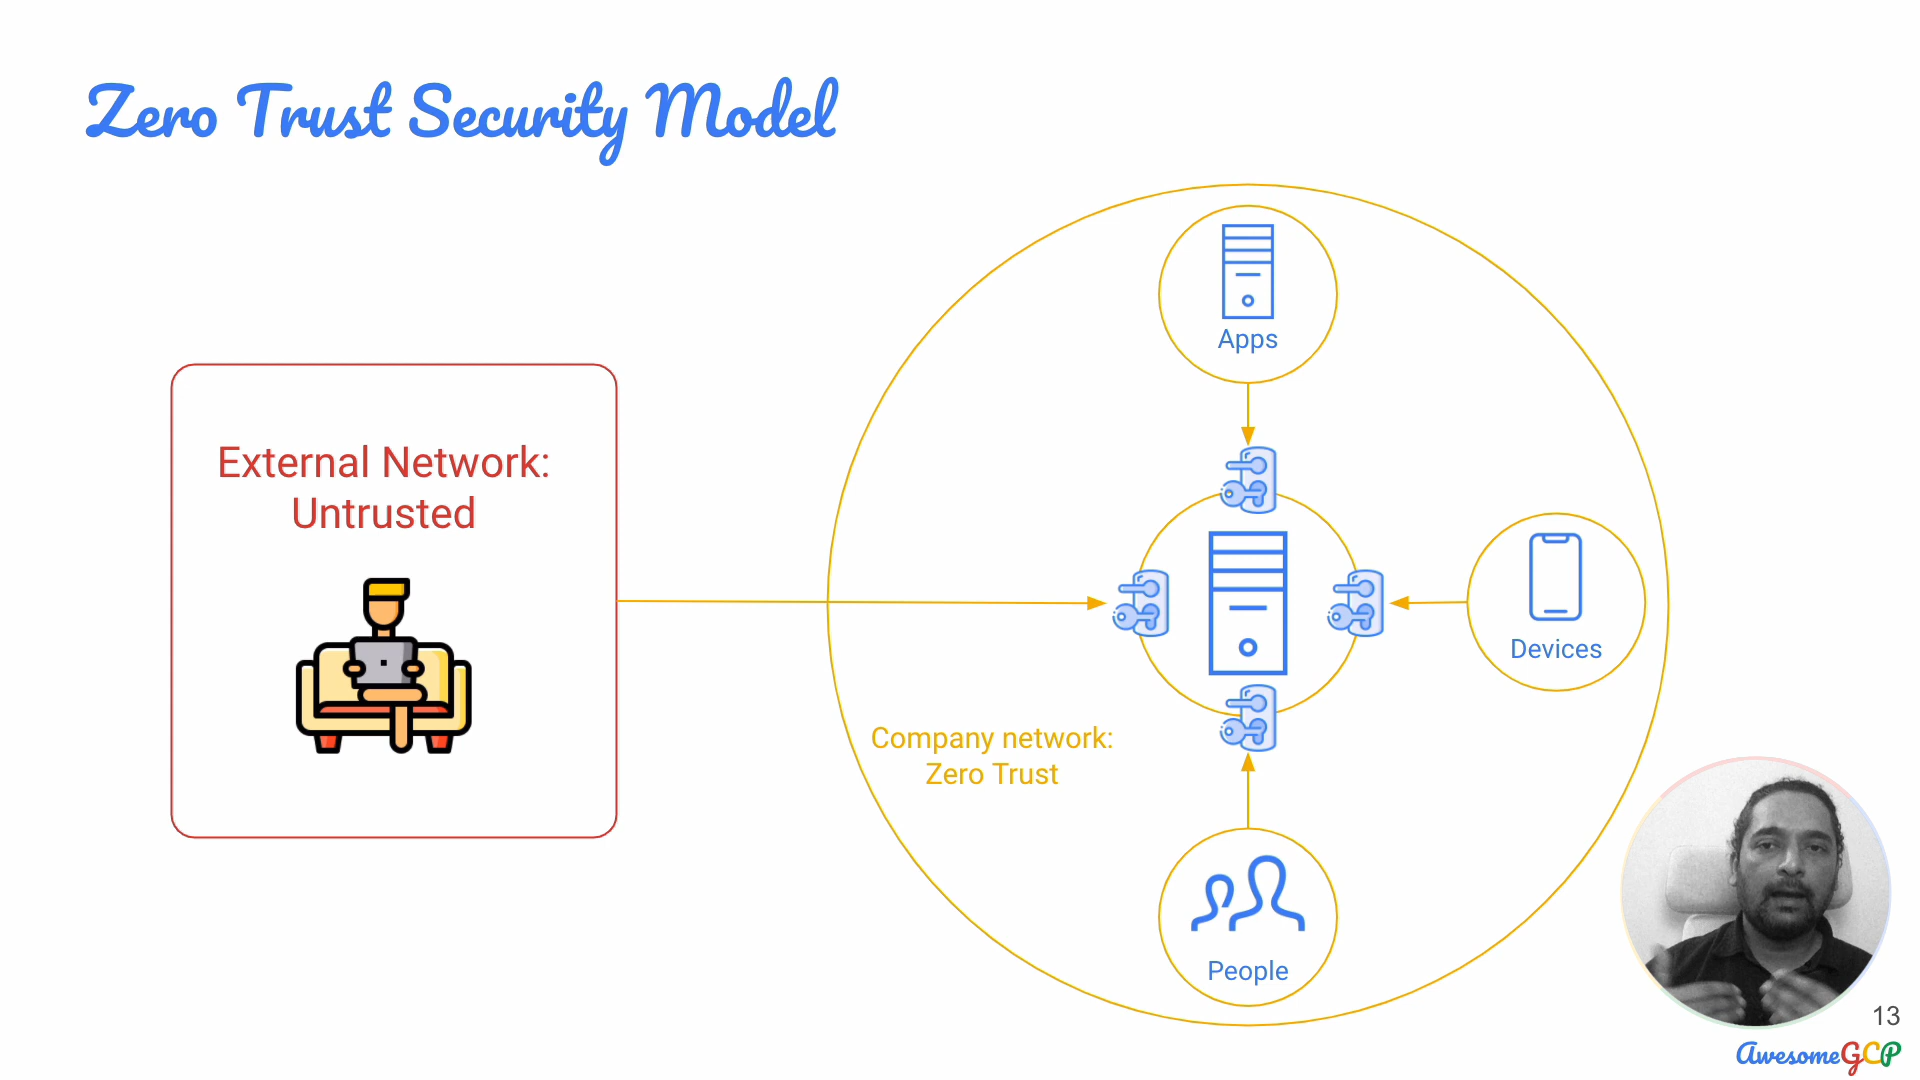 Zero Trust Security Model
Apps
External Network:
Untrusted
Devices
Company network:
Zero Trust
People
13
AwesomeGCP